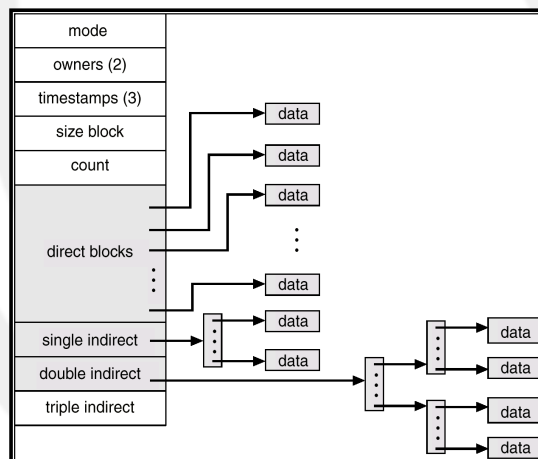 mode
owners (2)
timestamps (3)
size block
count
direct blocks
single indirect
double indirect
triple indirect
data
data
data
data
data
data
data
data
data
data